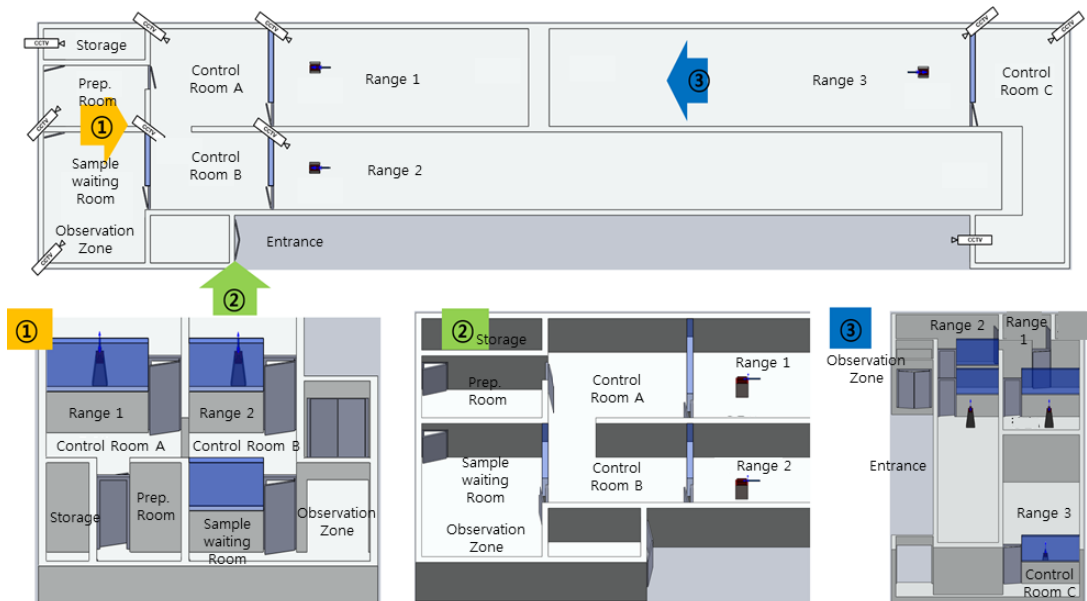 CCTV
CCTV
CCTV
CCTV
CCTV
Storage
Control
Room A
Range 1
③
Range 3
Control
Room C
Prep.
Room
①
CCTV
CCTV
CCTV
Sample
waiting
Room
Control
Room B
Range 2
Observation
Zone
CCTV
Entrance
CCTV
②
①
Range 1
Range 2
Control Room A
Control Room B
Storage
Prep.
Room
Sample
waiting
Room
Observation
Zone
②
Storage
Range 1
Prep.
Room
Control
Room A
Sample
waiting
Room
Control
Room B
Range 2
Observation
Zone
③
Range 2
Range
1
Observation
Zone
Entrance
Range 3
Control
Room C